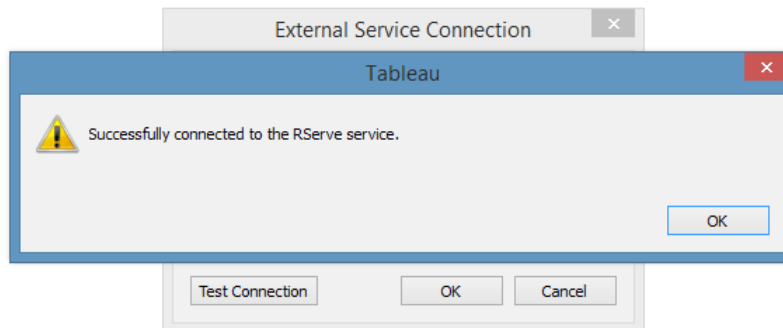 External Service Connection
Tableau
Successfully connected to the RServe service.
OK
Test Connection OK Cancel